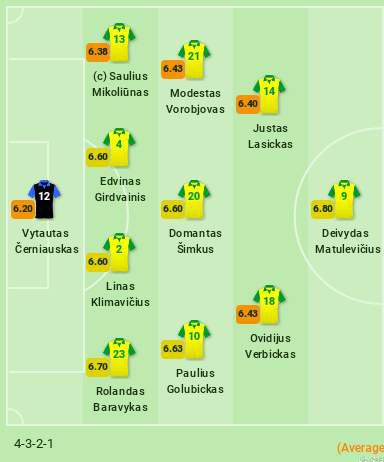 13
6.38
(c) Saulius
Mikoliūnas
21
6.43
Modestas
Vorobjovas
14
6.40
Justas
Lasickas
4
6.60
Edvinas
Girdvainis
12
6.20
Vytautas
Černiauskas
20
6.60
Domantas
Šimkus
9
6.80
Deivydas
Matulevičius
2
6.60
Linas
Klimavičius
18
6.43
Ovidijus
Verbickas
23
6.70
Rolandas
Baravykas
10
6.63
Paulius
Golubickas
4-3-2-1
(Average